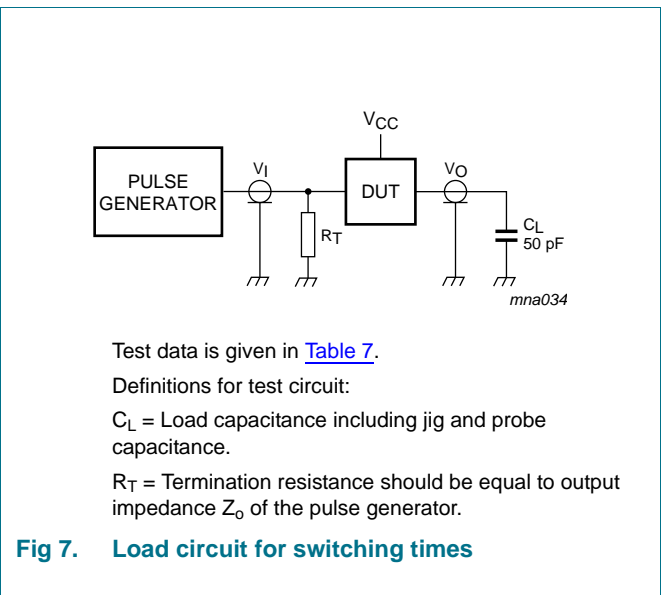 VCC
PULSE
GENERATOR
VI
DUT
VO
RT
CL
50 pF
mna034
Test data is given in Table 7.
Definitions for test circuit:
CL = Load capacitance including jig and probe
capacitance.
RT = Termination resistance should be equal to output
impedance Zo of the pulse generator.
Fig 7. Load circuit for switching times